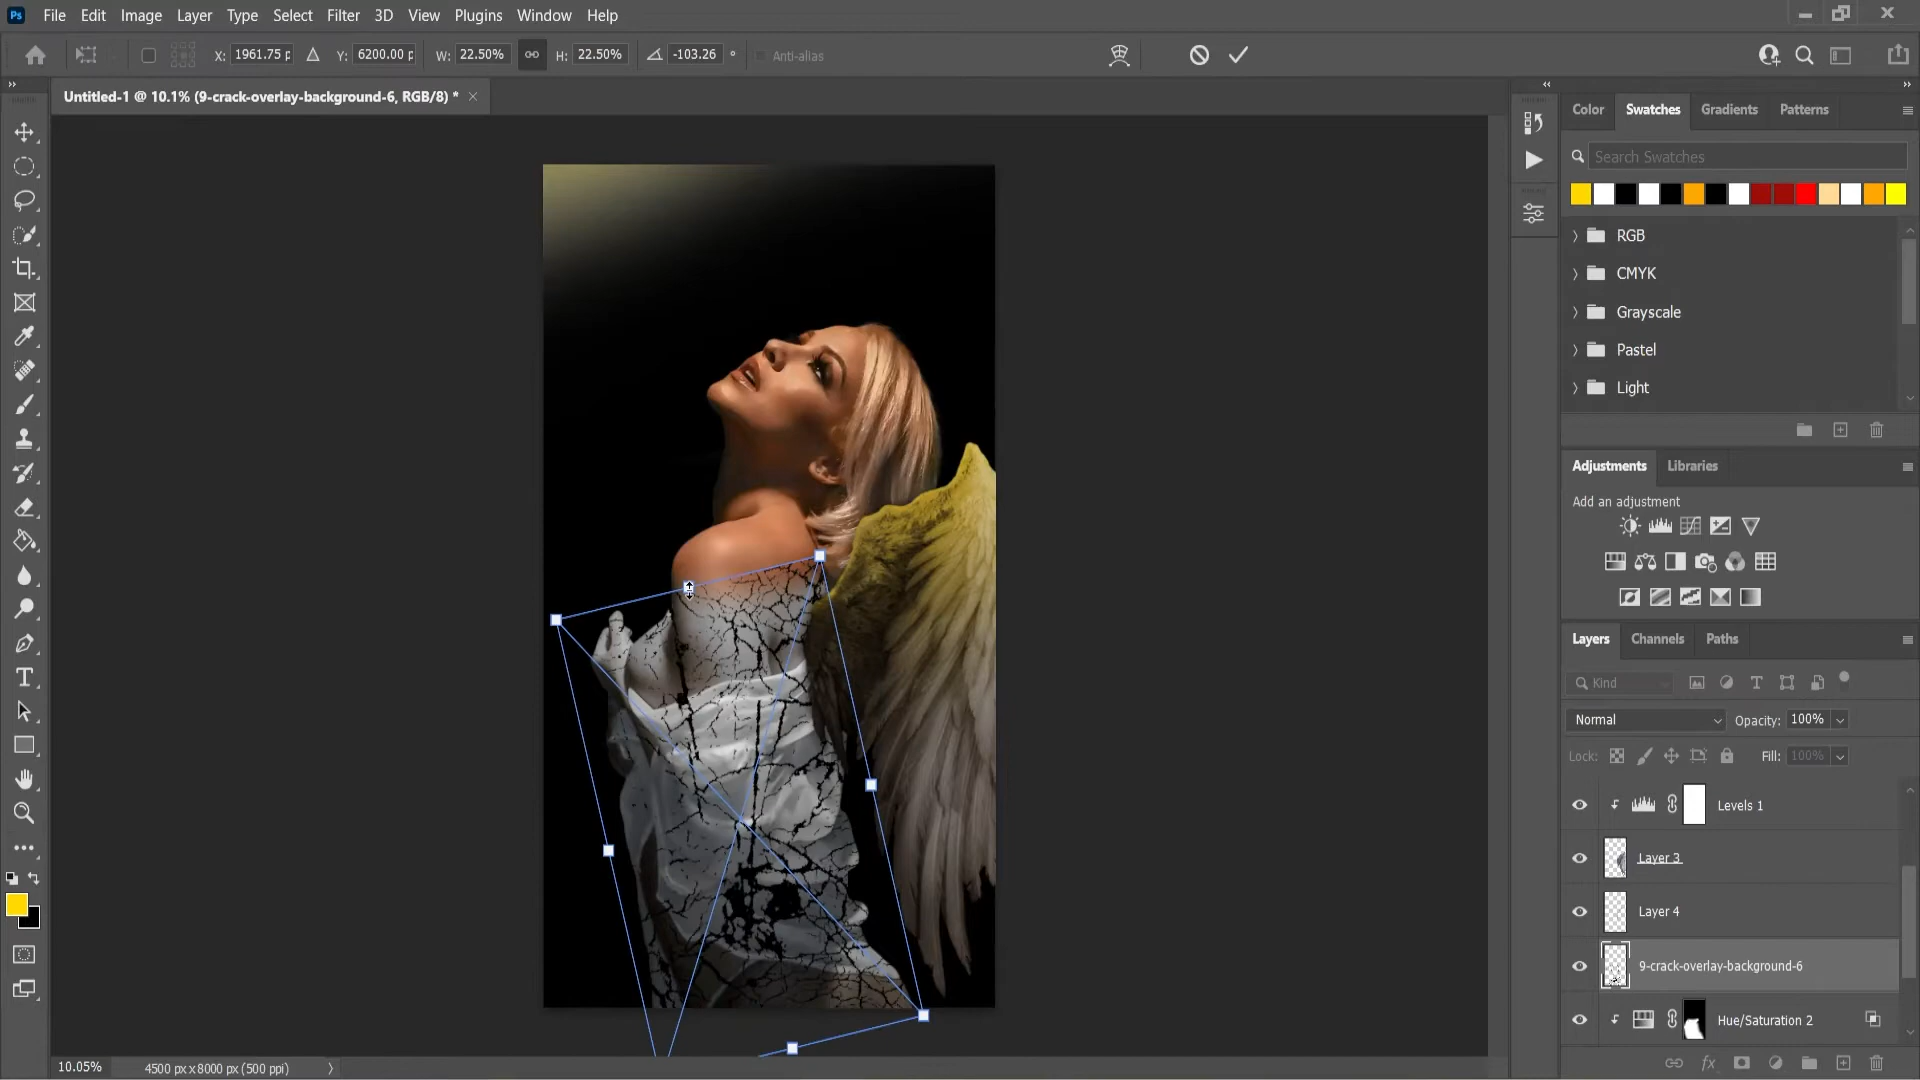 Ps File Edit Image Layer Type Select Filter 3D View Plugins Window Help
X: 1961.75 p Y: 6200.00 p W: 22.50% H: 22.50% -103.26 ° Anti-alias
Untitled-1 @ 10.1% (9-crack-overlay-background-6, RGB/8) * ×
Color Swatches Gradients Patterns
Search Swatches
RGB
CMYK
Grayscale
Pastel
Light
Adjustments Libraries
Add an adjustment
Layers Channels Paths
Kind
Normal Opacity: 100%
Lock: Fill: 100%
Levels 1
Layer 3
Layer 4
9-crack-overlay-background-6
Hue/Saturation 2
10.05% 4500 px x 8000 px (500 ppi)